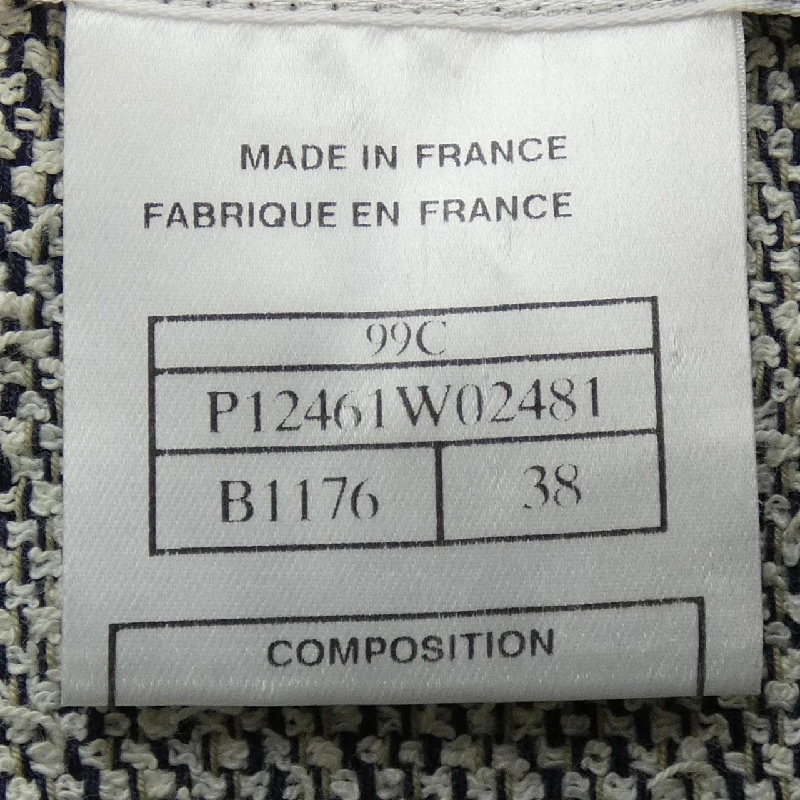 MADE IN FRANCE
FABRIQUE EN FRANCE
99C
P12461W02481
B1176 38
COMPOSITION